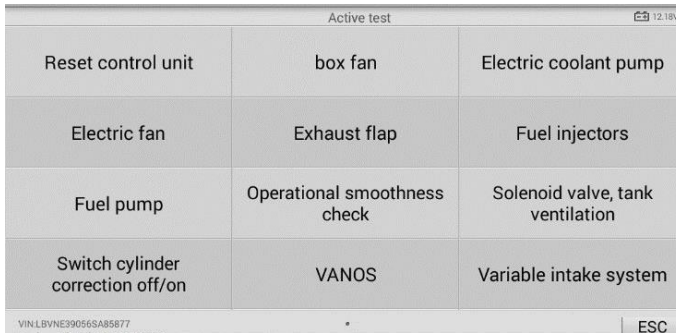 Active test
12.18V
Reset control unit
box fan
Electric coolant pump
Electric fan
Exhaust flap
Fuel injectors
Fuel pump
Operational smoothness
check
Solenoid valve, tank
ventilation
Switch cylinder
correction off/on
VANOS
Variable intake system
VIN:LBVNE39056SA85877
ESC